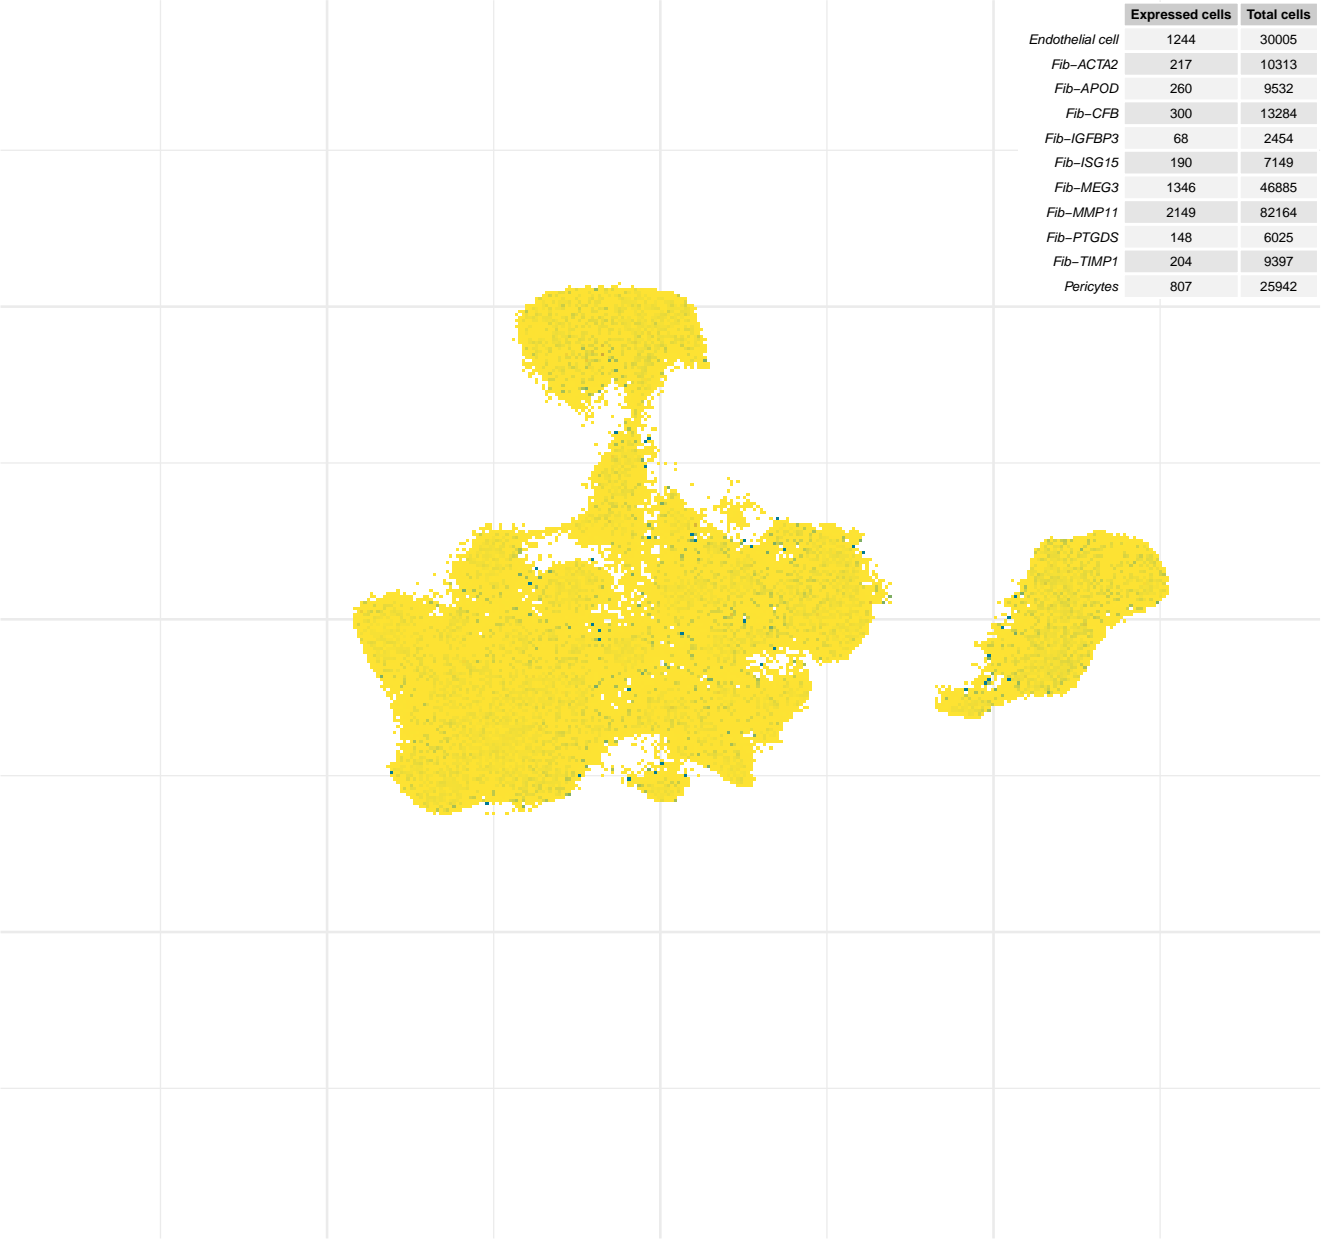 Expressed cells Total cells
Endothelial cell 1244 30005
Fib−ACTA2 217 10313
Fib−APOD 260 9532
Fib−CFB 300 13284
Fib−IGFBP3 68 2454
Fib−ISG15 190 7149
Fib−MEG3 1346 46885
Fib−MMP11 2149 82164
Fib−PTGDS 148 6025
Fib−TIMP1 204 9397
Pericytes 807 25942